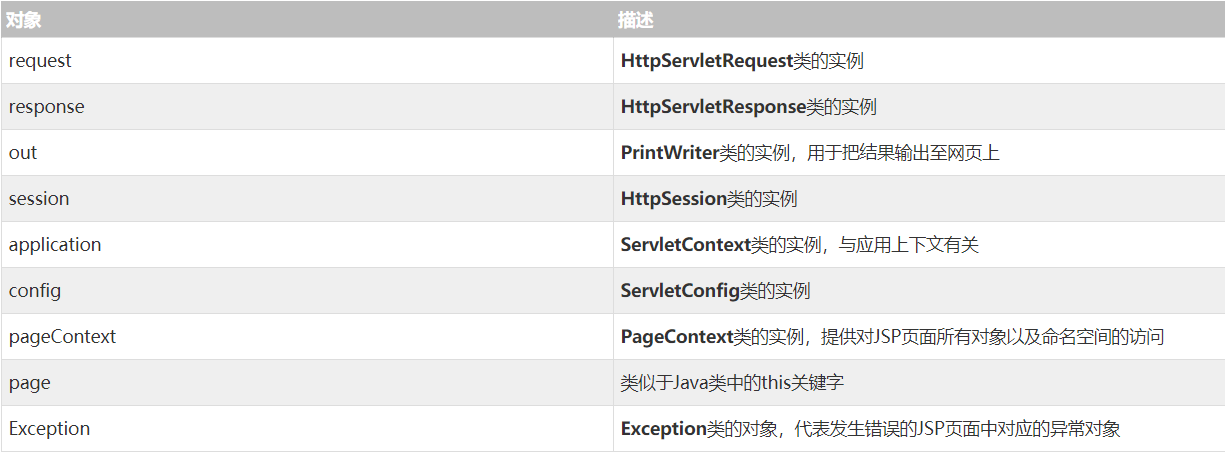 对象 描述
request HttpServletRequest类的实例
response HttpServletResponse类的实例
out PrintWriter类的实例，用于把结果输出至网页上
session HttpSession类的实例
application ServletContext类的实例，与应用上下文有关
config ServletConfig类的实例
pageContext PageContext类的实例，提供对JSP页面所有对象以及命名空间的访问
page 类似于Java类中的this关键字
Exception Exception类的对象，代表发生错误的JSP页面中对应的异常对象